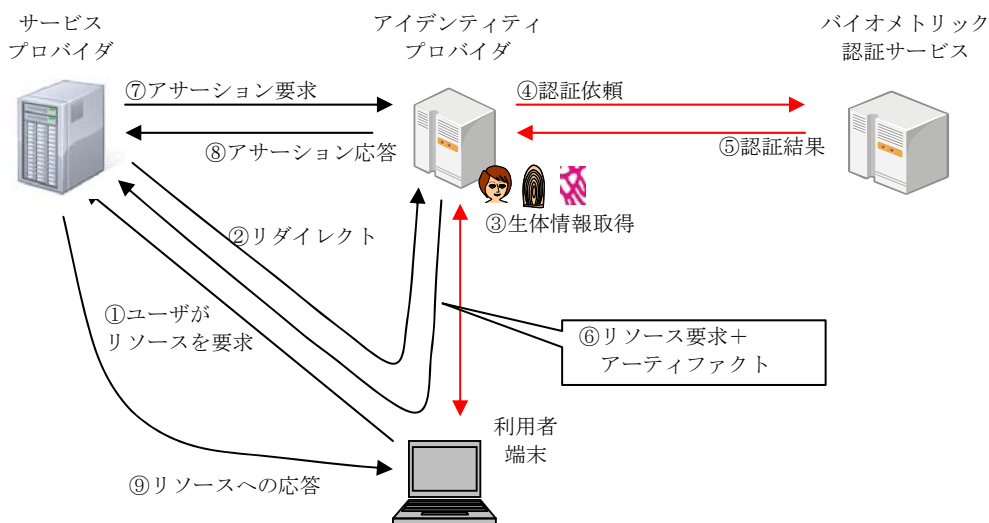 サービス
プロバイダ
アイデンティティ
プロバイダ
バイオメトリック
認証サービス
⑦アサーション要求
④認証依頼
⑧アサーション応答
⑤認証結果
③生体情報取得
②リダイレクト
①ユーザが
リソースを要求
⑥リソース要求＋
アーティファクト
利用者
端末
⑨リソースへの応答